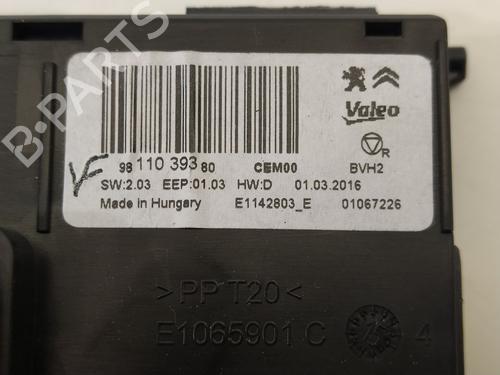 Valeo
R
98 110 393 80 CEM00 BVH2
SW:2.03 EEP:01.03 HW:D 01.03.2016
Made in Hungary E1142803_E 01067226
VF
>PP T20<
E1065901 C 4
B-PARTS